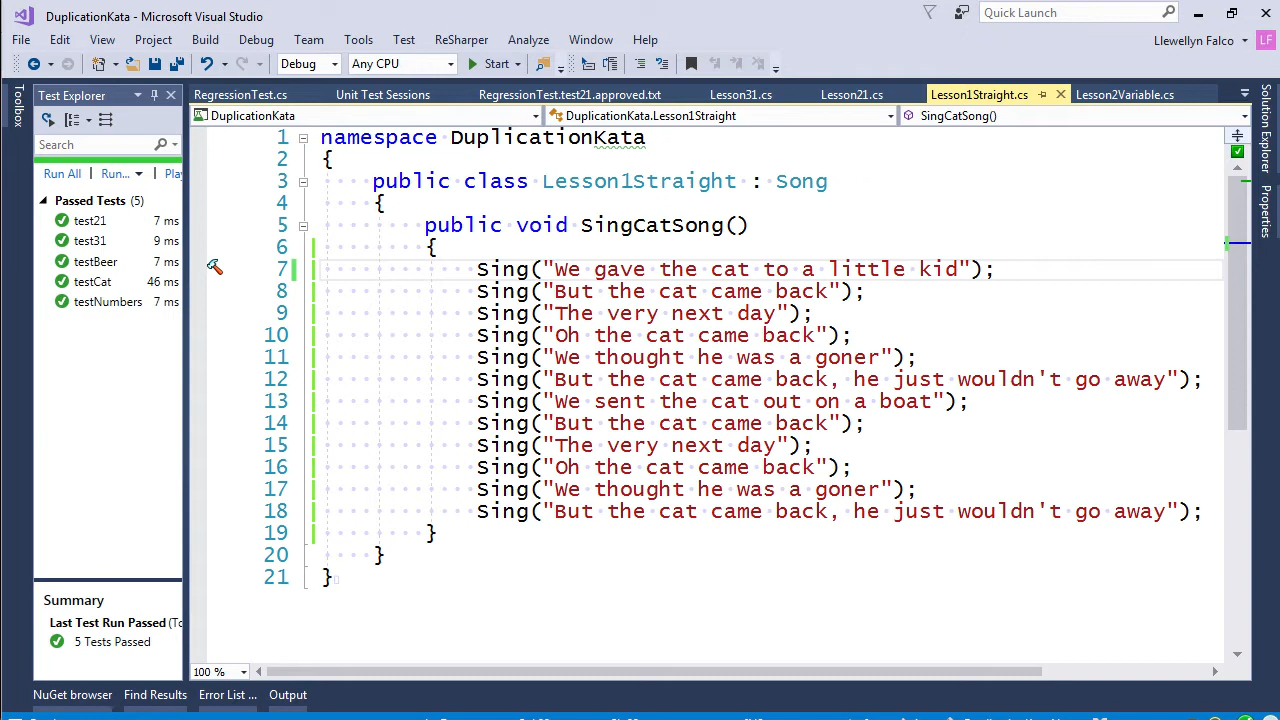 DuplicationKata - Microsoft Visual Studio
Quick Launch
File Edit View Project Build Debug Team Tools Test ReSharper Analyze Window Help
Llewellyn Falco
LF
Debug
Any CPU
Start
Toolbox
Test Explorer
Search
Run All
Run...
Passed Tests (5)
test21 7 ms
test31 9 ms
testBeer 7 ms
testCat 46 ms
testNumbers 7 ms
Summary
Last Test Run Passed
5 Tests Passed
RegressionTest.cs Unit Test Sessions RegressionTest.test21.approved.txt Lesson31.cs Lesson21.cs Lesson1Straight.cs Lesson2Variable.cs
DuplicationKata DuplicationKata.Lesson1Straight SingCatSong()
1 namespace DuplicationKata
2 {
3 public class Lesson1Straight : Song
4 {
5 public void SingCatSong()
6 {
7 Sing("We gave the cat to a little kid");
8 Sing("But the cat came back");
9 Sing("The very next day");
10 Sing("Oh the cat came back");
11 Sing("We thought he was a goner");
12 Sing("But the cat came back, he just wouldn't go away");
13 Sing("We sent the cat out on a boat");
14 Sing("But the cat came back");
15 Sing("The very next day");
16 Sing("Oh the cat came back");
17 Sing("We thought he was a goner");
18 Sing("But the cat came back, he just wouldn't go away");
19 }
20 }
21 }
100 %
Solution Explorer
Properties
NuGet browser Find Results Error List ... Output